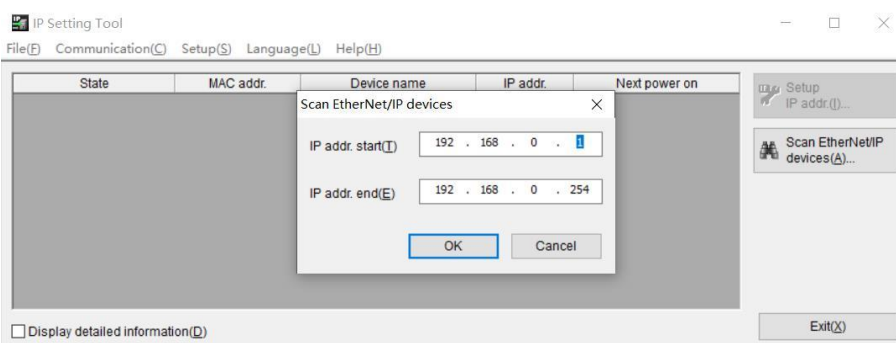 IP Setting Tool
File(F) Communication(C) Setup(S) Language(L) Help(H)
State MAC addr. Device name IP addr. Next power on
Setup
IP addr.(I)...
Scan EtherNet/IP
devices(A)...
Scan EtherNet/IP devices
IP addr. start(T) 192 . 168 . 0 . 1
IP addr. end(E) 192 . 168 . 0 . 254
OK Cancel
Display detailed information(D)
Exit(X)